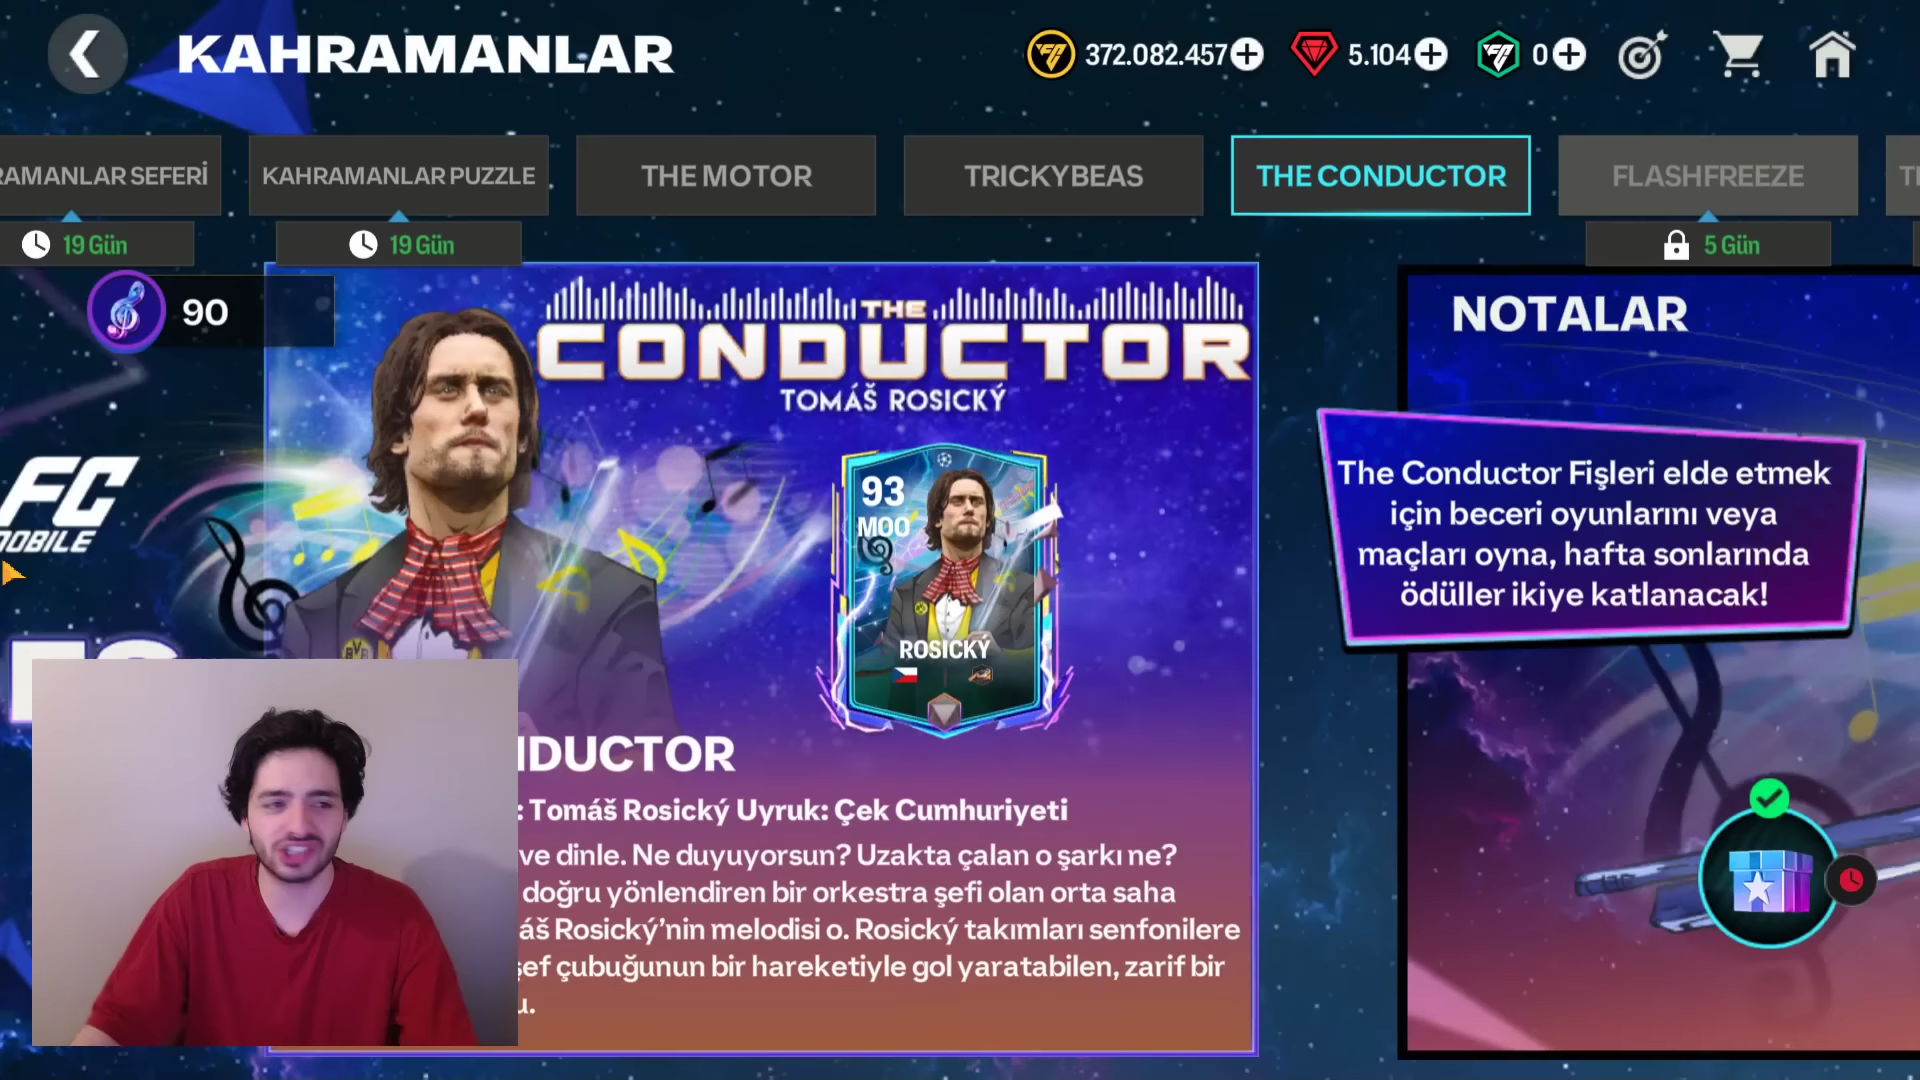 KAHRAMANLAR
372.082.457
5.104
0
RAMANLAR SEFERİ
KAHRAMANLAR PUZZLE
THE MOTOR
TRICKYBEAS
THE CONDUCTOR
FLASHFREEZE
19 Gün
19 Gün
5 Gün
90
THE
CONDUCTOR
TOMÁŠ ROSICKÝ
NOTALAR
FC
MOBILE
93
MOO
ROSICKÝ
The Conductor Fişleri elde etmek
için beceri oyunlarını veya
maçları oyna, hafta sonlarında
ödüller ikiye katlanacak!
NDUCTOR
: Tomáš Rosický Uyruk: Çek Cumhuriyeti
ve dinle. Ne duyuyorsun? Uzakta çalan o şarkı ne?
doğru yönlendiren bir orkestra şefi olan orta saha
áš Rosický'nin melodisi o. Rosický takımları senfonilere
şef çubuğunun bir hareketiyle gol yaratabilen, zarif bir
u.